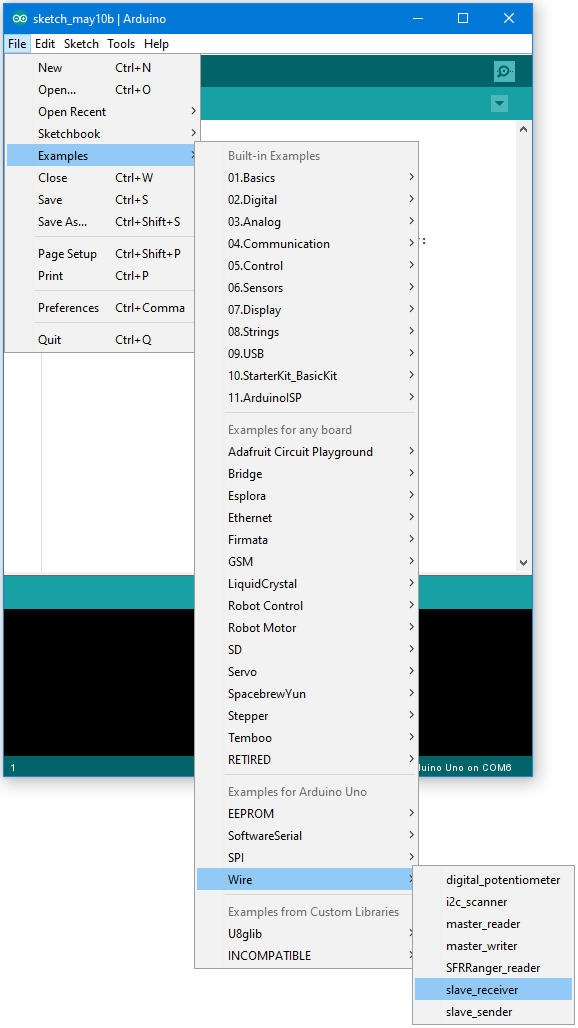 sketch_may10b | Arduino
File Edit Sketch Tools Help
New Ctrl+N
Open... Ctrl+O
Open Recent
Sketchbook
Examples
Close Ctrl+W
Save Ctrl+S
Save As... Ctrl+Shift+S
Page Setup Ctrl+Shift+P
Print Ctrl+P
Preferences Ctrl+Comma
Quit Ctrl+Q
Built-in Examples
01.Basics
02.Digital
03.Analog
04.Communication
05.Control
06.Sensors
07.Display
08.Strings
09.USB
10.StarterKit_BasicKit
11.ArduinoISP
Examples for any board
Adafruit Circuit Playground
Bridge
Esplora
Ethernet
Firmata
GSM
LiquidCrystal
Robot Control
Robot Motor
SD
Servo
SpacebrewYun
Stepper
Temboo
RETIRED
Examples for Arduino Uno
EEPROM
SoftwareSerial
SPI
Wire
Examples from Custom Libraries
U8glib
INCOMPATIBLE
digital_potentiometer
i2c_scanner
master_reader
master_writer
SFRRanger_reader
slave_receiver
slave_sender
1 duino Uno on COM6